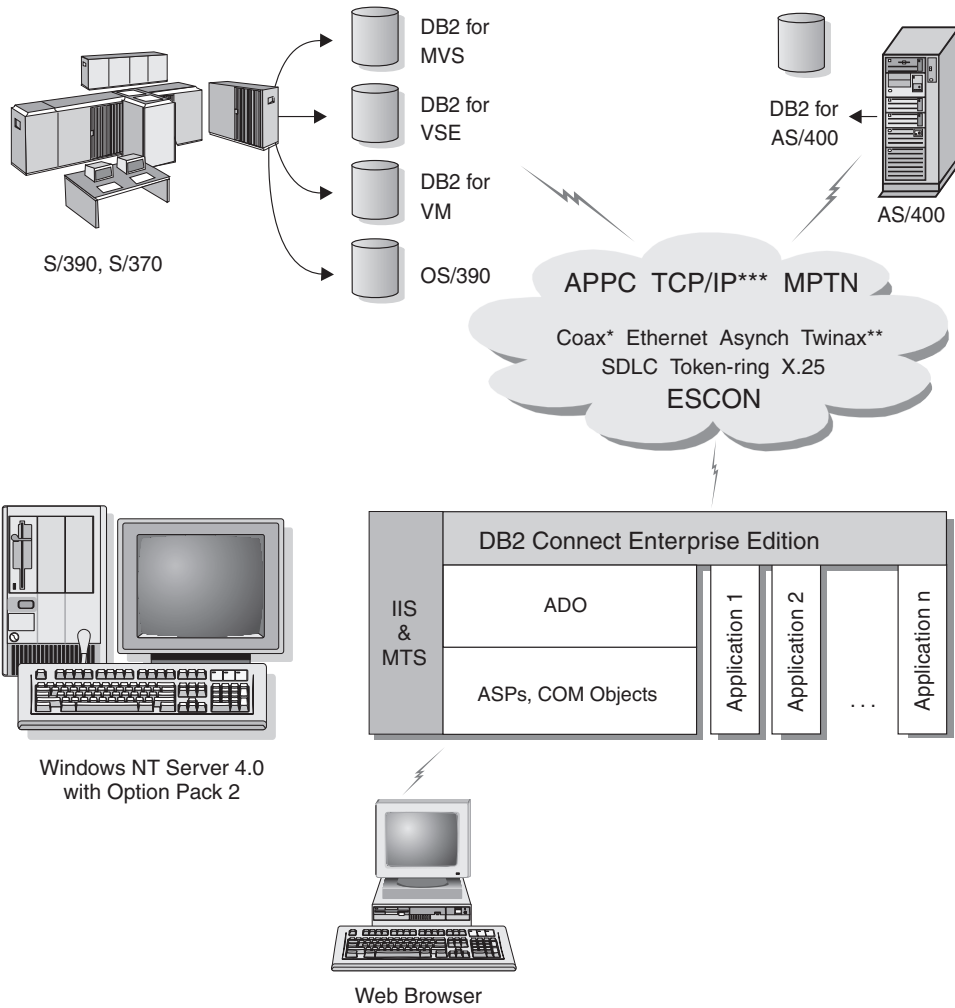 DB2 for
MVS
DB2 for
VSE
DB2 for
VM
OS/390
S/390, S/370
DB2 for
AS/400
AS/400
APPC TCP/IP*** MPTN
Coax* Ethernet Asynch Twinax**
SDLC Token-ring X.25
ESCON
DB2 Connect Enterprise Edition
IIS
&
MTS
ADO
ASPs, COM Objects
Application 1
Application 2
. . .
Application n
Windows NT Server 4.0
with Option Pack 2
Web Browser